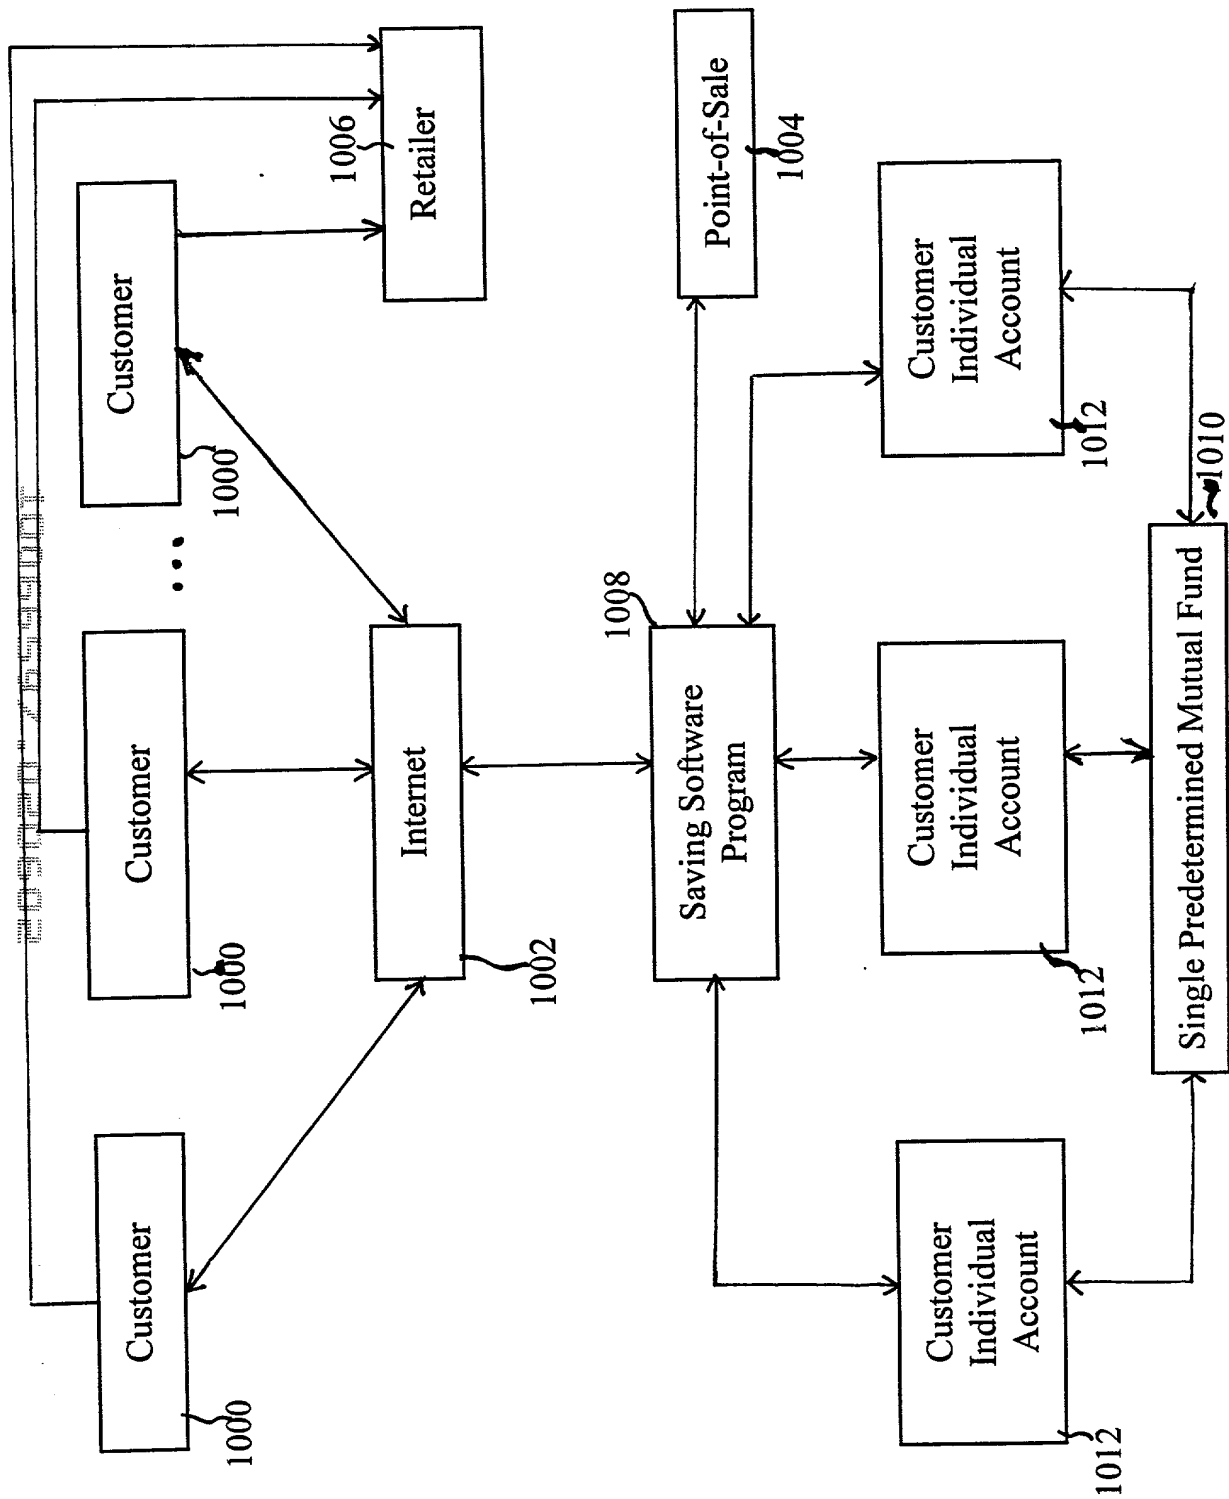 Customer
1000
Customer
1000
...
Customer
1000
Internet
1002
Retailer
1006
Saving Software
Program
1008
Point-of-Sale
1004
Customer
Individual
Account
1012
Customer
Individual
Account
1012
Customer
Individual
Account
1012
Single Predetermined Mutual Fund
1010